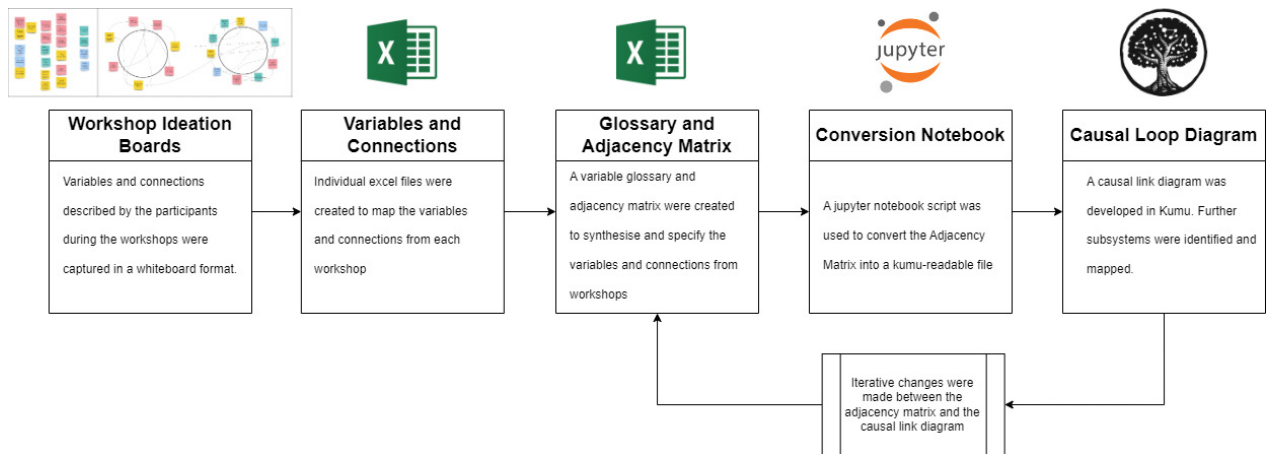 jupyter
Workshop Ideation
Boards
Variables and connections
described by the participants
during the workshops were
captured in a whiteboard format.
Variables and
Connections
Individual excel files were
created to map the variables
and connections from each
workshop
Glossary and
Adjacency Matrix
A variable glossary and
adjacency matrix were created
to synthesise and specify the
variables and connections from
workshops
Conversion Notebook
A jupyter notebook script was
used to convert the Adjacency
Matrix into a kumu-readable file
Causal Loop Diagram
A causal link diagram was
developed in Kumu. Further
subsystems were identified and
mapped.
Iterative changes were
made between the
adjacency matrix and the
causal link diagram